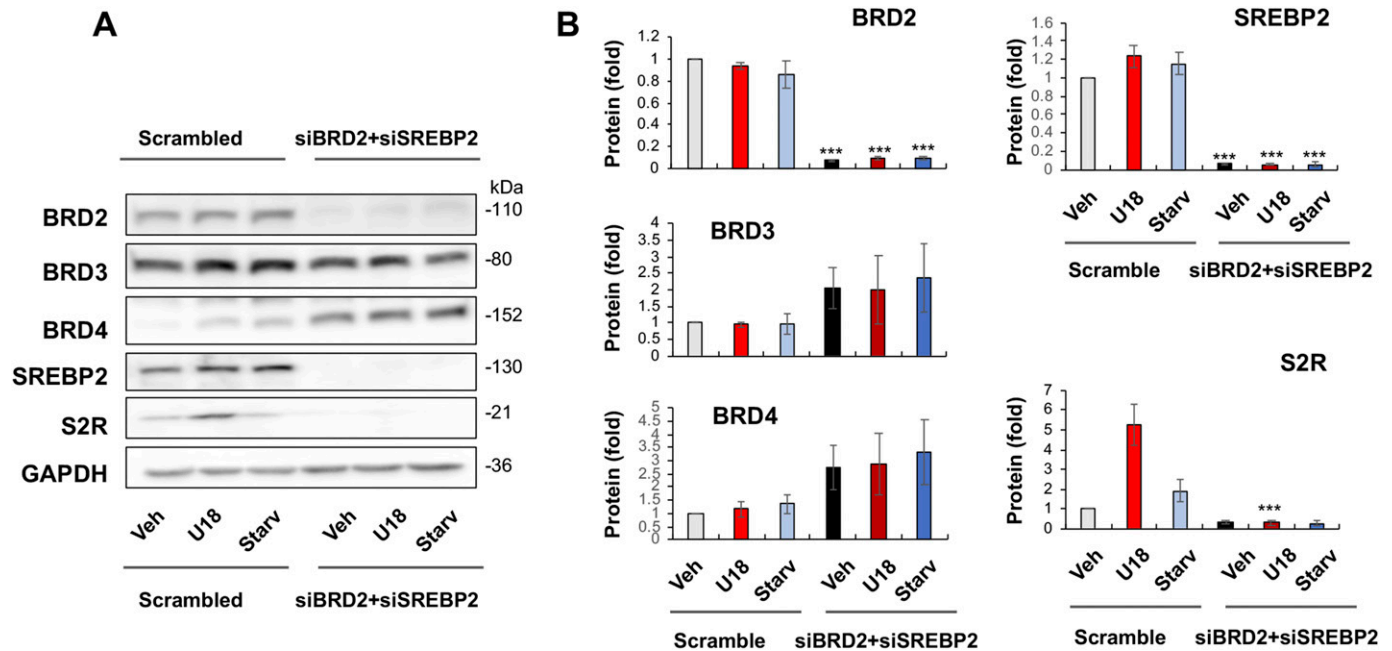 A
Scrambled siBRD2+siSREBP2
kDa
BRD2 -110
BRD3 -80
BRD4 -152
SREBP2 -130
S2R -21
GAPDH -36
Veh U18 Starv Veh U18 Starv
Scrambled siBRD2+siSREBP2
B
BRD2
Protein (fold)
1.2
1
0.8
0.6
0.4
0.2
0
*** *** ***
BRD3
Protein (fold)
4
3.5
3
2.5
2
1.5
1
0.5
0
BRD4
Protein (fold)
5
4.5
4
3.5
3
2.5
2
1.5
1
0.5
0
Veh U18 Starv Veh U18 Starv
Scramble siBRD2+siSREBP2
SREBP2
Protein (fold)
1.6
1.4
1.2
1
0.8
0.6
0.4
0.2
0
*** *** ***
Veh U18 Starv Veh U18 Starv
Scramble siBRD2+siSREBP2
S2R
Protein (fold)
7
6
5
4
3
2
1
0
***
Veh U18 Starv Veh U18 Starv
Scramble siBRD2+siSREBP2